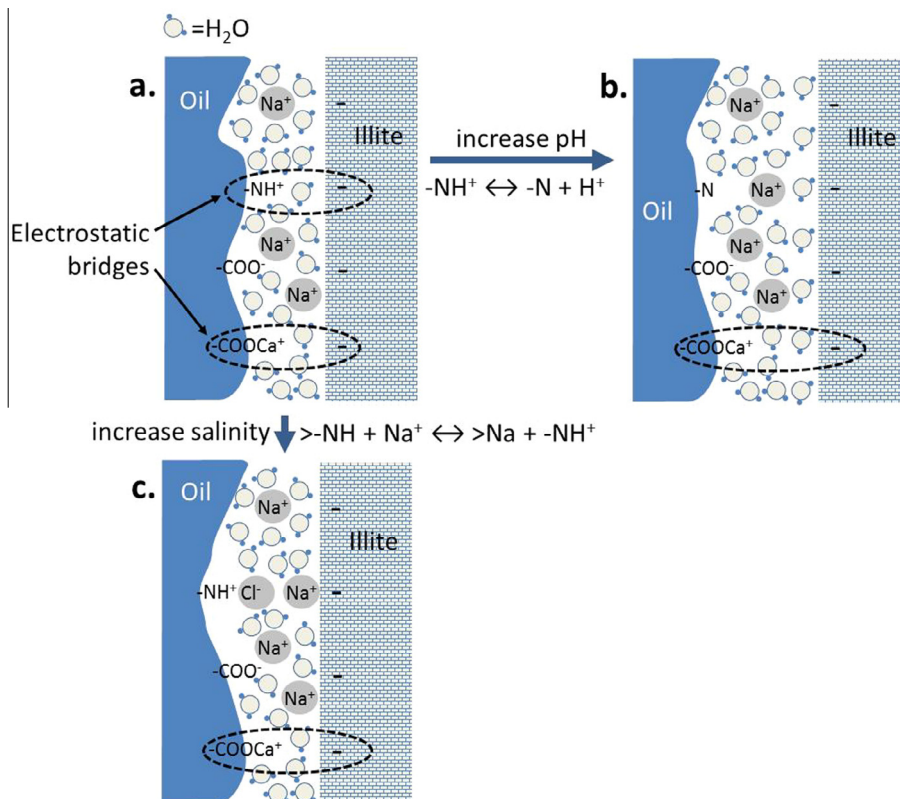 =H₂O
a.
Oil
Na⁺
-
Illite
-NH⁺
-
Electrostatic
bridges
Na⁺
-COO⁻
-
Na⁺
-COOCa⁺
-
increase pH
-NH⁺ ↔ -N + H⁺
b.
Na⁺
-
Illite
-N
Na⁺
-
Oil
Na⁺
-COO⁻
-
Na⁺
-COOCa⁺
-
increase salinity
>-NH + Na⁺ ↔ >Na + -NH⁺
c.
Oil
Na⁺
-
Illite
-NH⁺
Cl⁻
Na⁺
-
Na⁺
-COO⁻
-
Na⁺
-COOCa⁺
-